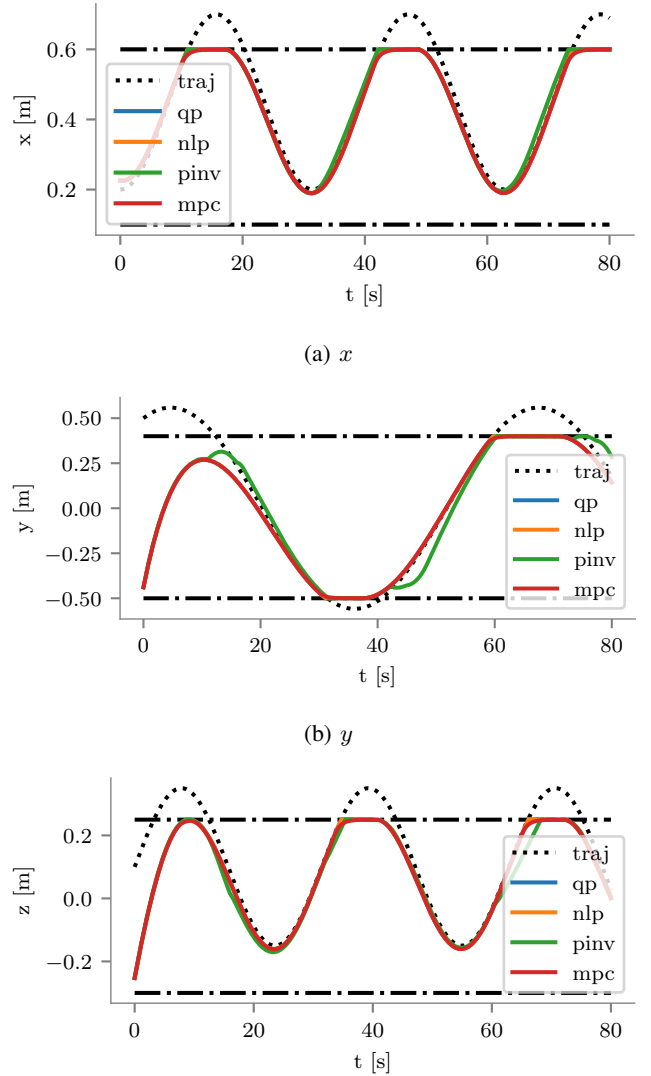 0.6
0.4
0.2
x [m]
traj
qp
nlp
pinv
mpc
0 20 40 60 80
t [s]
(a) x
0.50
0.25
0.00
−0.25
−0.50
y [m]
traj
qp
nlp
pinv
mpc
0 20 40 60 80
t [s]
(b) y
0.2
0.0
−0.2
z [m]
traj
qp
nlp
pinv
mpc
0 20 40 60 80
t [s]